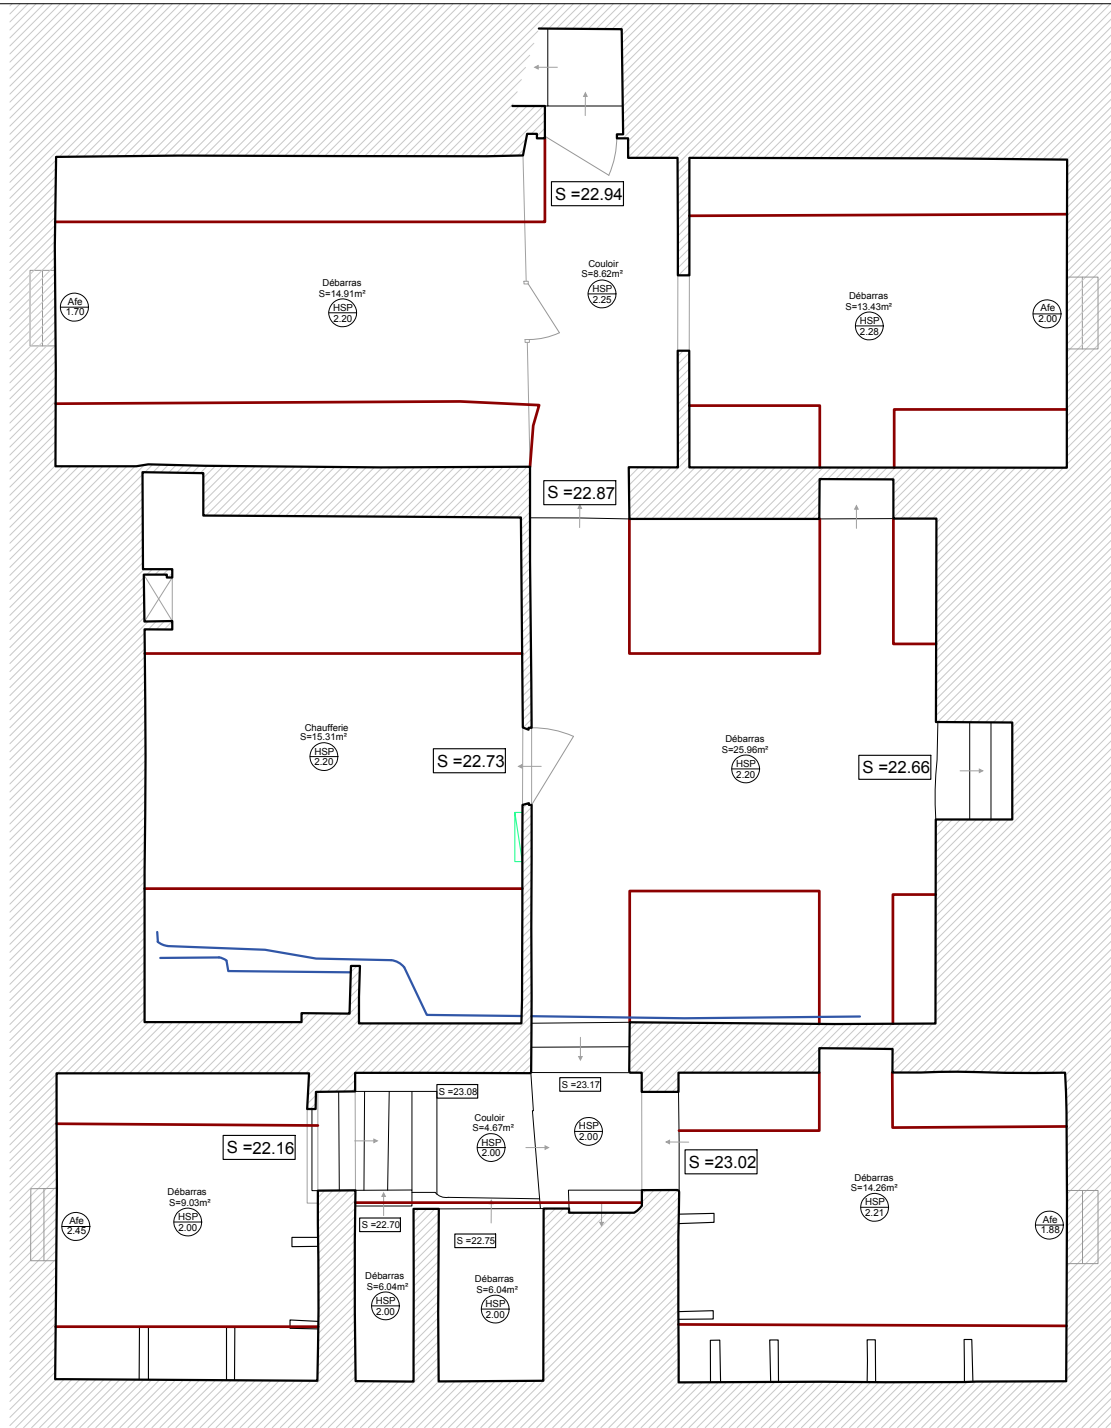 S =22.94
Couloir
S=8.62m²
HSP
2.25
Débarras
S=14.91m²
HSP
2.20
Afe
1.70
Débarras
S=13.43m²
HSP
2.28
Afe
2.00
S =22.87
Chaufferie
S=15.31m²
HSP
2.20
S =22.73
Débarras
S=25.96m²
HSP
2.20
S =22.66
S =23.08
S =23.17
Couloir
S=4.67m²
HSP
2.00
HSP
2.00
S =22.16
S =23.02
Débarras
S=9.03m²
HSP
2.00
Afe
2.45
S =22.70
S =22.75
Débarras
S=14.26m²
HSP
2.21
Afe
1.88
Débarras
S=6.04m²
HSP
2.00
Débarras
S=6.04m²
HSP
2.00